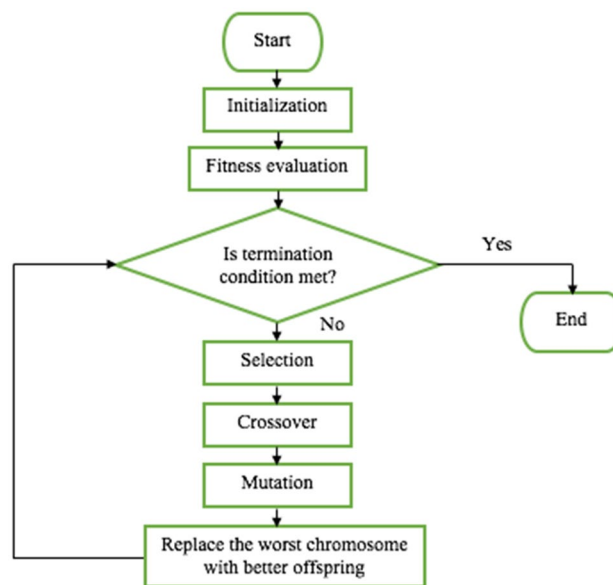 Start
Initialization
Fitness evaluation
Is termination
condition met?
Yes
End
No
Selection
Crossover
Mutation
Replace the worst chromosome
with better offspring